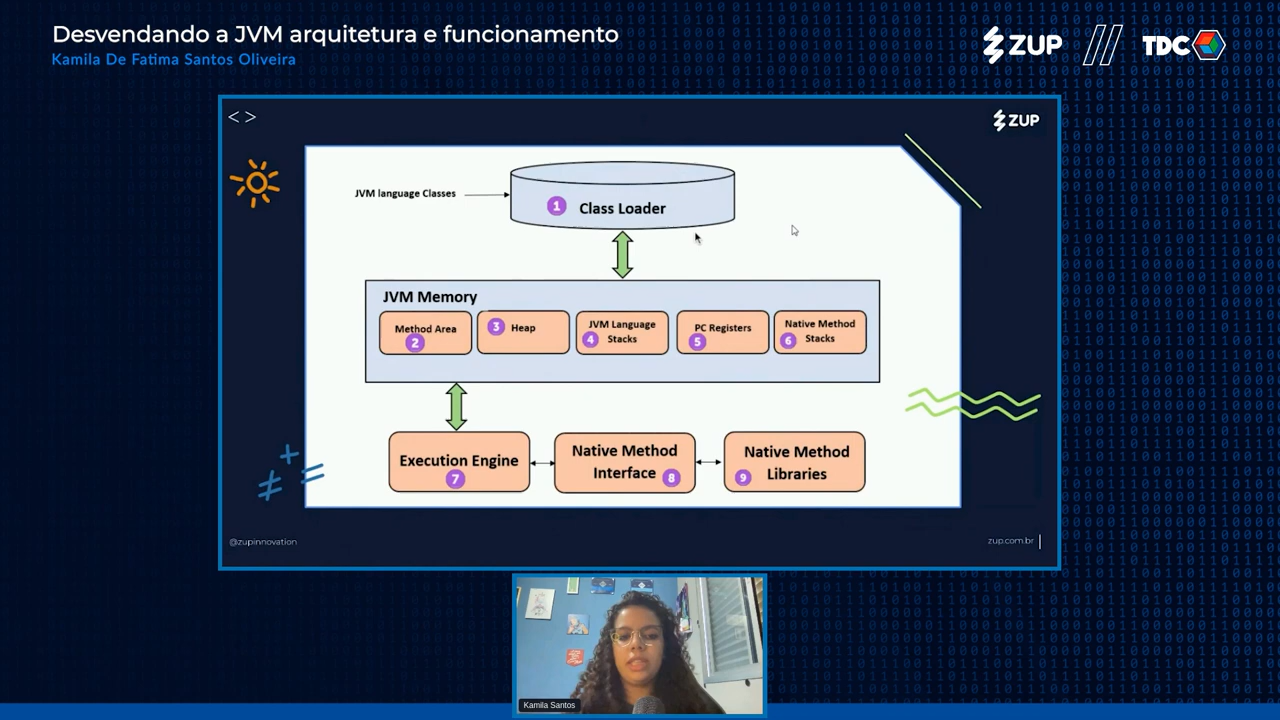 Desvendando a JVM arquitetura e funcionamento
Kamila De Fatima Santos Oliveira
ZUP
TDC
< >
ZUP
JVM language Classes
1 Class Loader
JVM Memory
Method Area
2
3 Heap
JVM Language
Stacks
4
PC Registers
5
Native Method
Stacks
6
Execution Engine
7
Native Method
Interface 8
Native Method
9 Libraries
@zupinnovation
zup.com.br
Kamila Santos